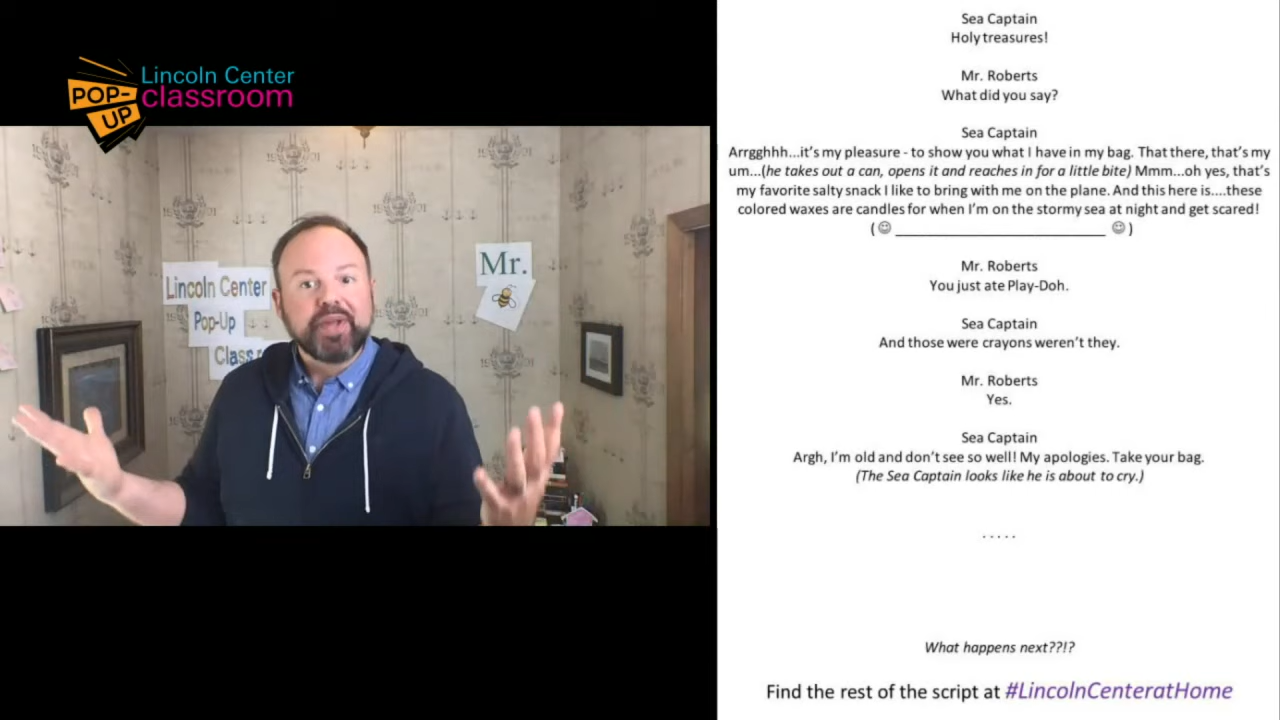 POP-UP
Lincoln Center
classroom
Lincoln Center
Pop-Up
Class
Mr.
Sea Captain
Holy treasures!
Mr. Roberts
What did you say?
Sea Captain
Arrgghhh...it's my pleasure - to show you what I have in my bag. That there, that's my
um...(he takes out a can, opens it and reaches in for a little bite) Mmm...oh yes, that's
my favorite salty snack I like to bring with me on the plane. And this here is....these
colored waxes are candles for when I'm on the stormy sea at night and get scared!
(☺ ____________________________ ☺)
Mr. Roberts
You just ate Play-Doh.
Sea Captain
And those were crayons weren't they.
Mr. Roberts
Yes.
Sea Captain
Argh, I'm old and don't see so well! My apologies. Take your bag.
(The Sea Captain looks like he is about to cry.)
. . . . .
What happens next??!?
Find the rest of the script at #LincolnCenteratHome